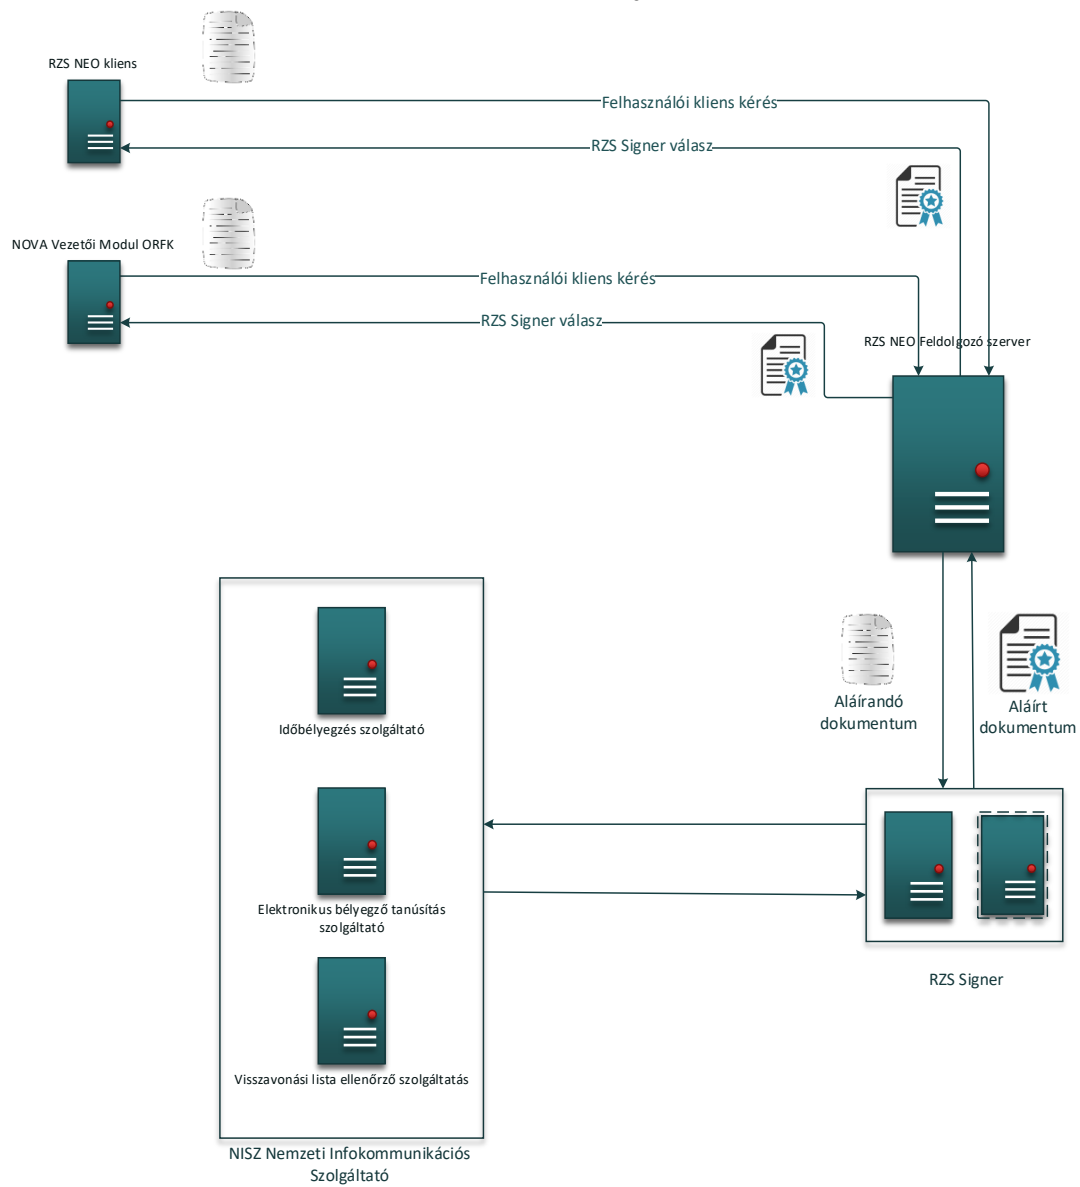 RZS NEO kliens
Felhasználói kliens kérés
RZS Signer válasz
NOVA Vezetői Modul ORFK
Felhasználói kliens kérés
RZS Signer válasz
RZS NEO Feldolgozó szerver
Aláírandó
dokumentum
Aláírt
dokumentum
Időbélyegzés szolgáltató
Elektronikus bélyegző tanúsítás
szolgáltató
Visszavonási lista ellenőrző szolgáltatás
NISZ Nemzeti Infokommunikációs
Szolgáltató
RZS Signer